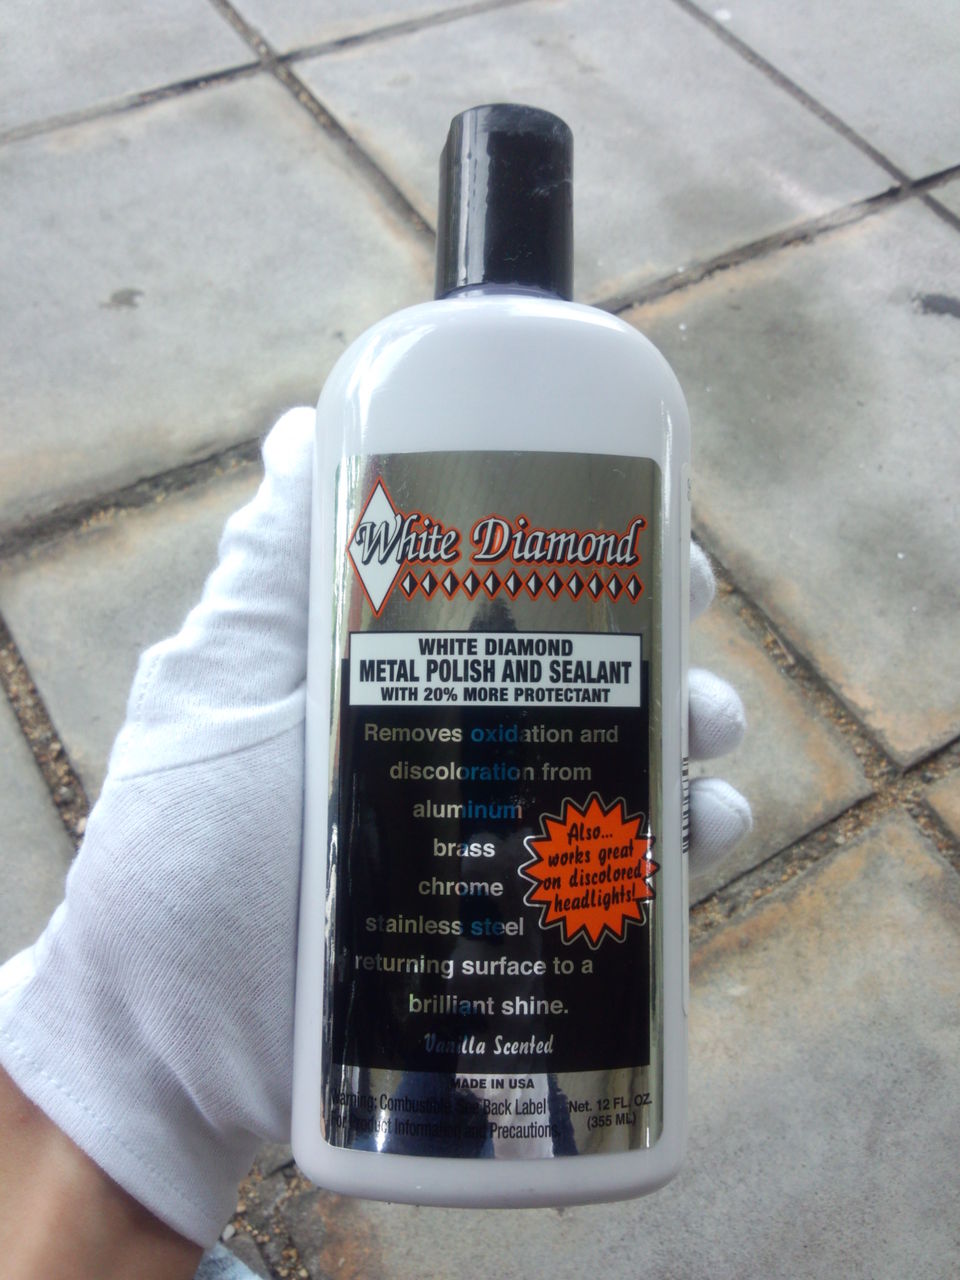 White Diamond
WHITE DIAMOND
METAL POLISH AND SEALANT
WITH 20% MORE PROTECTANT
Removes oxidation and
discoloration from
aluminum
brass
chrome
stainless steel
returning surface to a
brilliant shine.
Also...
works great
on discolored
headlights!
Vanilla Scented
MADE IN USA
Warning: Combustible. See Back Label
For Product Information and Precautions.
Net. 12 FL. OZ.
(355 ML)